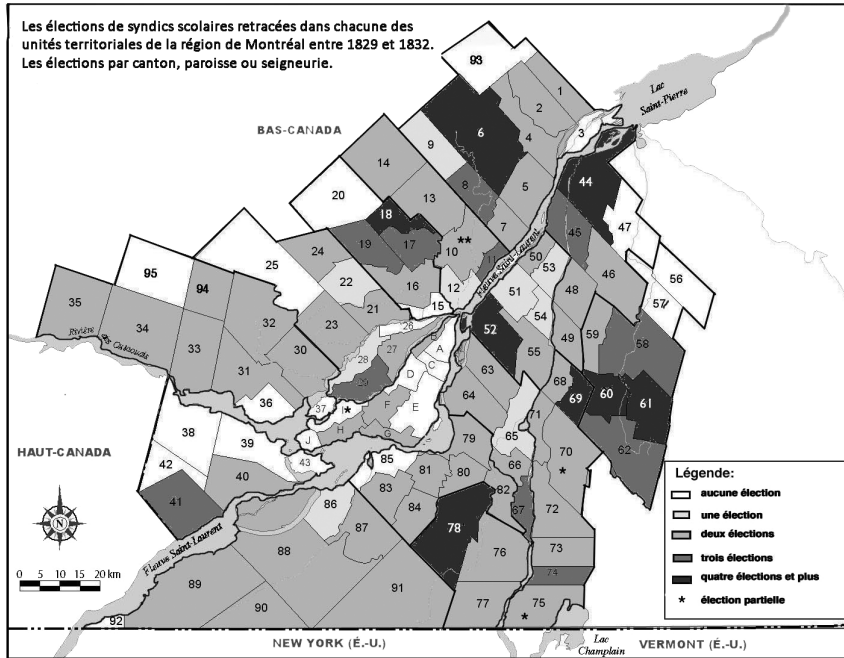 Les élections de syndics scolaires retracées dans chacune des
unités territoriales de la région de Montréal entre 1829 et 1832.
Les élections par canton, paroisse ou seigneurie.
93
Lac
Saint-Pierre
1
2
3
4
BAS-CANADA
6
9
14
8
5
44
20
13
18
7
47
19
17
10
**
11
45
24
25
50
46
56
95
94
22
16
12
53
51
48
57
35
32
21
15
Fleuve Saint-Laurent
54
59
34
23
26
52
49
58
Rivière
des Outaouais
33
30
28
27
B
A
55
31
29
D
C
63
68
69
60
61
36
37
I*
F
E
64
71
38
J
H
G
65
70
*
62
HAUT-CANADA
39
43
85
79
42
40
81
80
66
41
83
82
67
72
86
84
78
87
N
88
76
73
74
Fleuve Saint-Laurent
89
91
77
75
*
90
92
0 5 10 15 20 km
Légende:
aucune élection
une élection
deux élections
trois élections
quatre élections et plus
* élection partielle
NEW YORK (É.-U.)
Lac
Champlain
VERMONT (É.-U.)